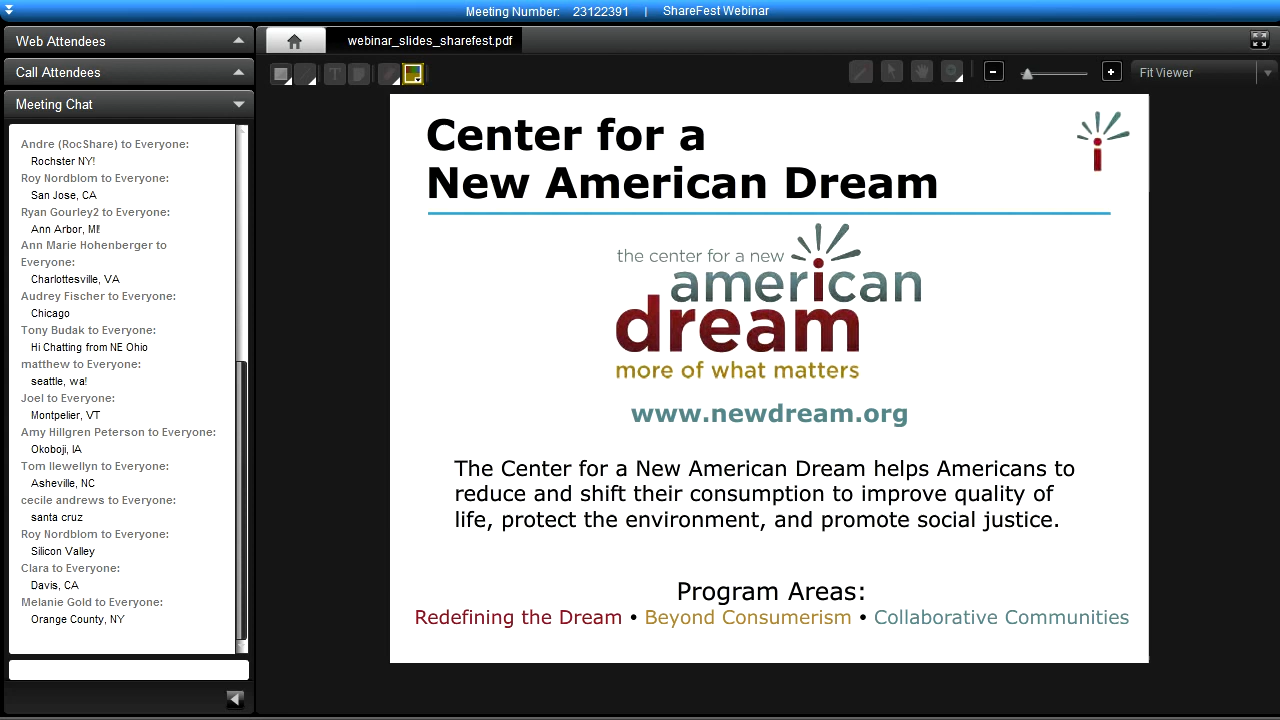 Meeting Number: 23122391 | ShareFest Webinar
Web Attendees
Call Attendees
Meeting Chat
Andre (RocShare) to Everyone:
Rochster NY!
Roy Nordblom to Everyone:
San Jose, CA
Ryan Gourley2 to Everyone:
Ann Arbor, MI!
Ann Marie Hohenberger to
Everyone:
Charlottesville, VA
Audrey Fischer to Everyone:
Chicago
Tony Budak to Everyone:
Hi Chatting from NE Ohio
matthew to Everyone:
seattle, wa!
Joel to Everyone:
Montpelier, VT
Amy Hillgren Peterson to Everyone:
Okoboji, IA
Tom llewellyn to Everyone:
Asheville, NC
cecile andrews to Everyone:
santa cruz
Roy Nordblom to Everyone:
Silicon Valley
Clara to Everyone:
Davis, CA
Melanie Gold to Everyone:
Orange County, NY
webinar_slides_sharefest.pdf
T
Fit Viewer
Center for a
New American Dream
the center for a new
american
dream
more of what matters
www.newdream.org
The Center for a New American Dream helps Americans to
reduce and shift their consumption to improve quality of
life, protect the environment, and promote social justice.
Program Areas:
Redefining the Dream • Beyond Consumerism • Collaborative Communities